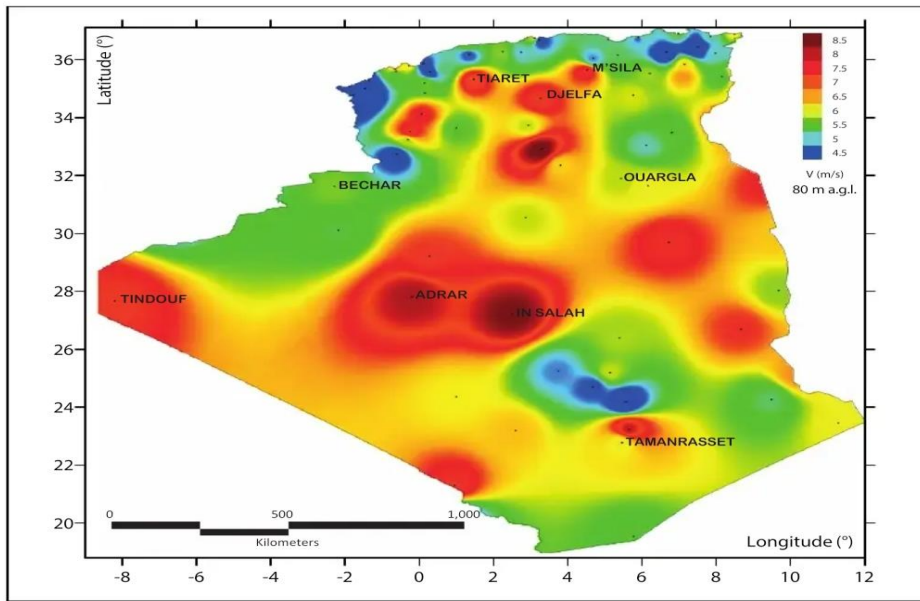 Latitude (°)
36
34
32
30
28
26
24
22
20
TIARET
M'SILA
DJELFA
BECHAR
OUARGLA
TINDOUF
ADRAR
IN SALAH
TAMANRASSET
8.5
8
7.5
7
6.5
6
5.5
5
4.5
V (m/s)
80 m a.g.l.
0 500 1,000
Kilometers
Longitude (°)
-8 -6 -4 -2 0 2 4 6 8 10 12